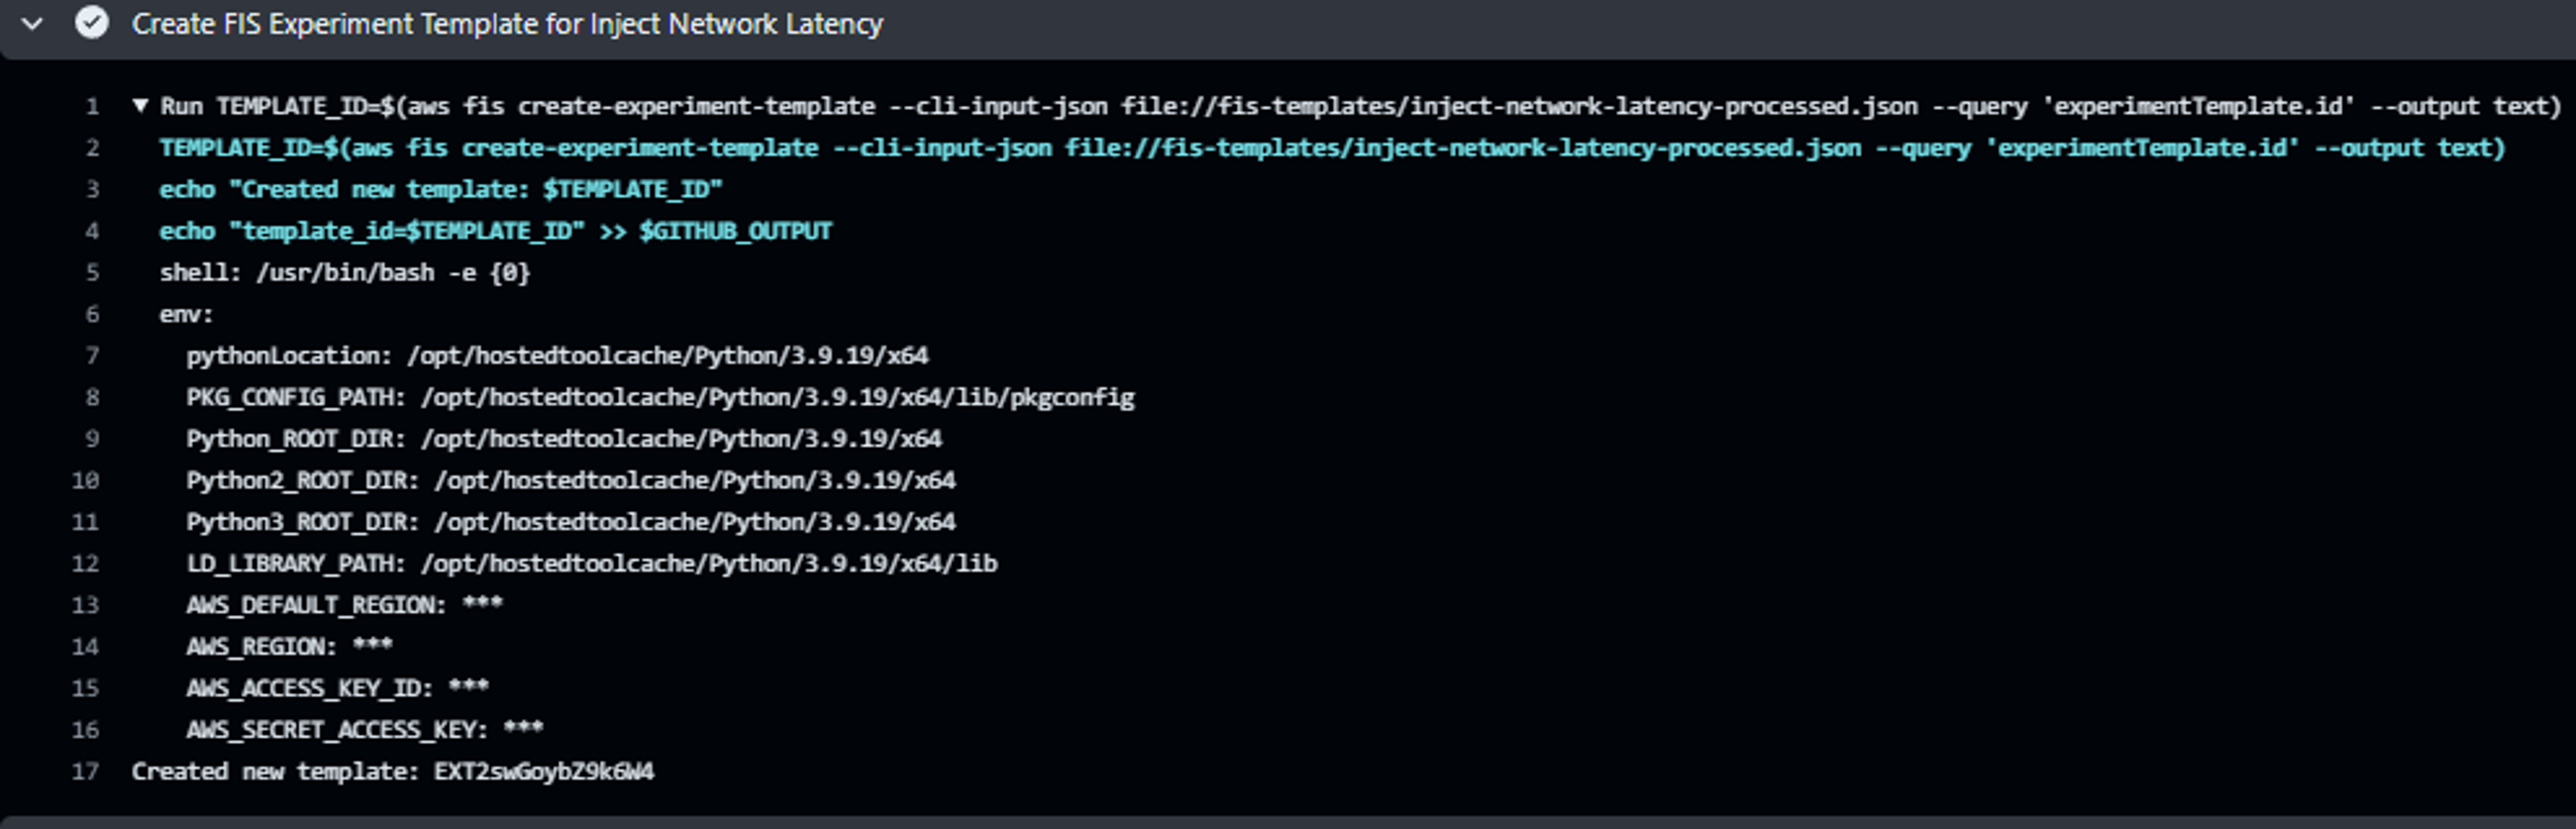 Create FIS Experiment Template for Inject Network Latency
1 ▼ Run TEMPLATE_ID=$(aws fis create-experiment-template --cli-input-json file://fis-templates/inject-network-latency-processed.json --query 'experimentTemplate.id' --output text)
2 TEMPLATE_ID=$(aws fis create-experiment-template --cli-input-json file://fis-templates/inject-network-latency-processed.json --query 'experimentTemplate.id' --output text)
3 echo "Created new template: $TEMPLATE_ID"
4 echo "template_id=$TEMPLATE_ID" >> $GITHUB_OUTPUT
5 shell: /usr/bin/bash -e {0}
6 env:
7 pythonLocation: /opt/hostedtoolcache/Python/3.9.19/x64
8 PKG_CONFIG_PATH: /opt/hostedtoolcache/Python/3.9.19/x64/lib/pkgconfig
9 Python_ROOT_DIR: /opt/hostedtoolcache/Python/3.9.19/x64
10 Python2_ROOT_DIR: /opt/hostedtoolcache/Python/3.9.19/x64
11 Python3_ROOT_DIR: /opt/hostedtoolcache/Python/3.9.19/x64
12 LD_LIBRARY_PATH: /opt/hostedtoolcache/Python/3.9.19/x64/lib
13 AWS_DEFAULT_REGION: ***
14 AWS_REGION: ***
15 AWS_ACCESS_KEY_ID: ***
16 AWS_SECRET_ACCESS_KEY: ***
17 Created new template: EXT2swGoybZ9k6W4